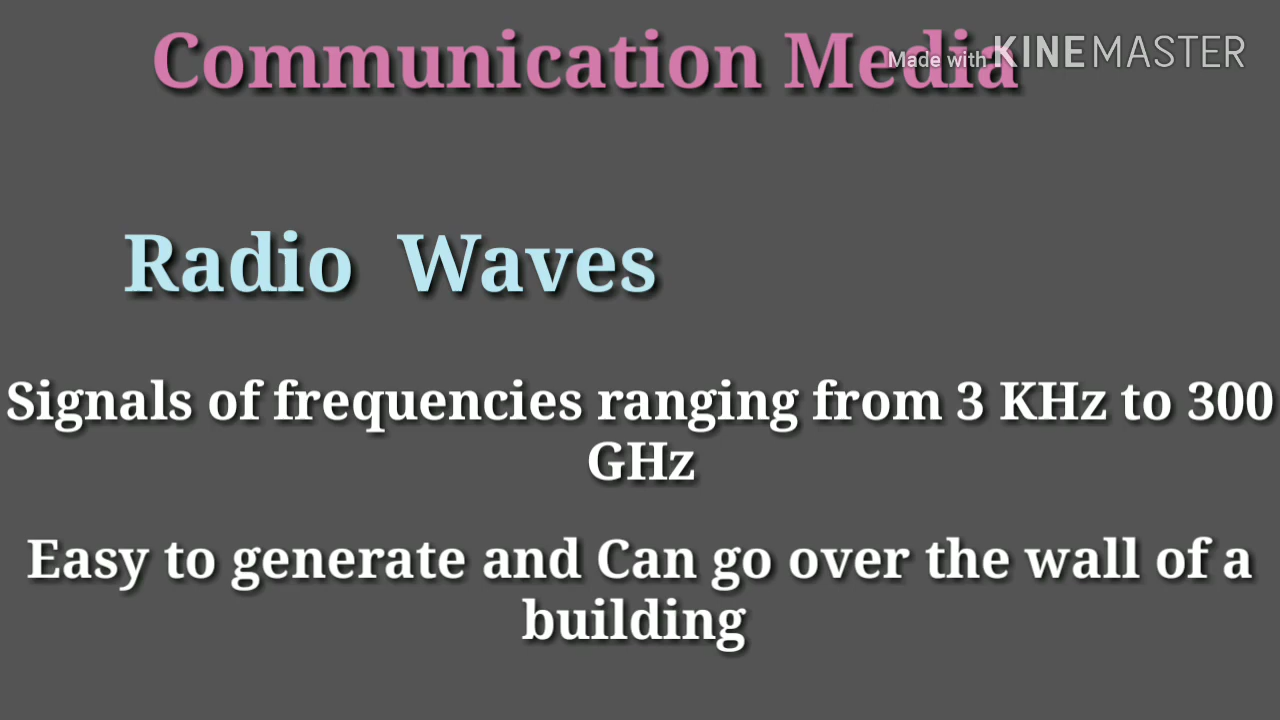 Communication Media
Made with KINEMASTER
Radio Waves
Signals of frequencies ranging from 3 KHz to 300
GHz
Easy to generate and Can go over the wall of a
building